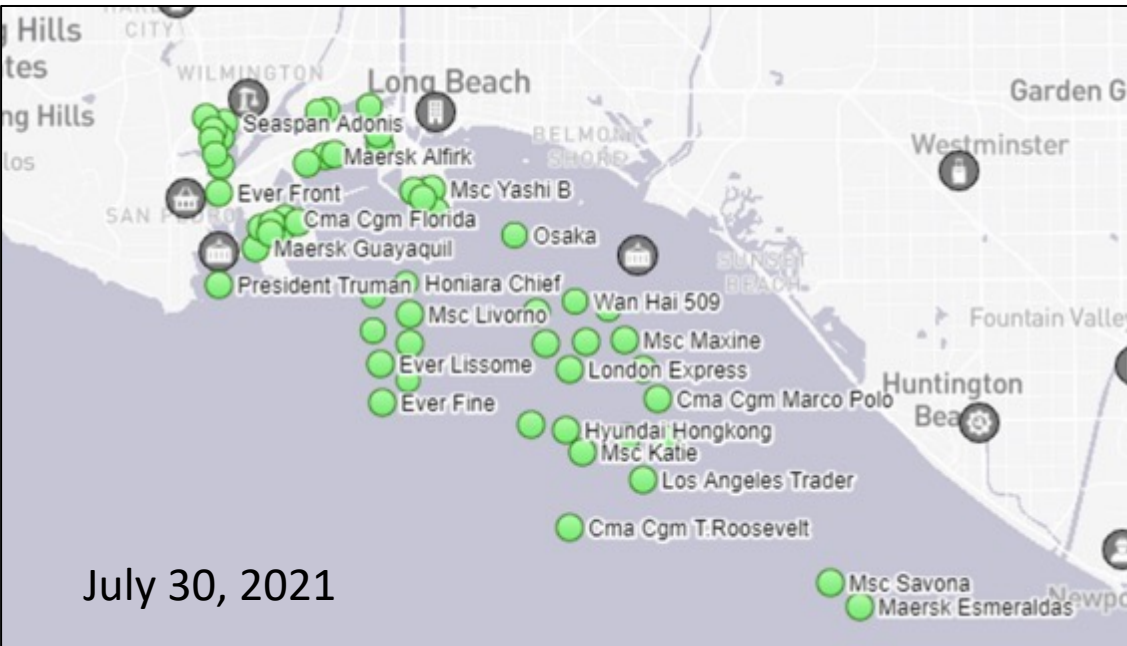 g Hills
CITY
tes
WILMINGTON
Long Beach
Garden G
ng Hills
Seaspan Adonis
BELMONT
SHORE
Westminster
los
Maersk Alfirk
Ever Front
Msc Yashi B
SAN PEDRO
Cma Cgm Florida
Osaka
Maersk Guayaquil
SUNSET
BEACH
President Truman
Honiara Chief
Wan Hai 509
Msc Livorno
Fountain Valley
Msc Maxine
Ever Lissome
London Express
Huntington
Bea
Ever Fine
Cma Cgm Marco Polo
Hyundai Hongkong
Msc Katie
Los Angeles Trader
Cma Cgm T.Roosevelt
July 30, 2021
Msc Savona
Maersk Esmeraldas
Newpo